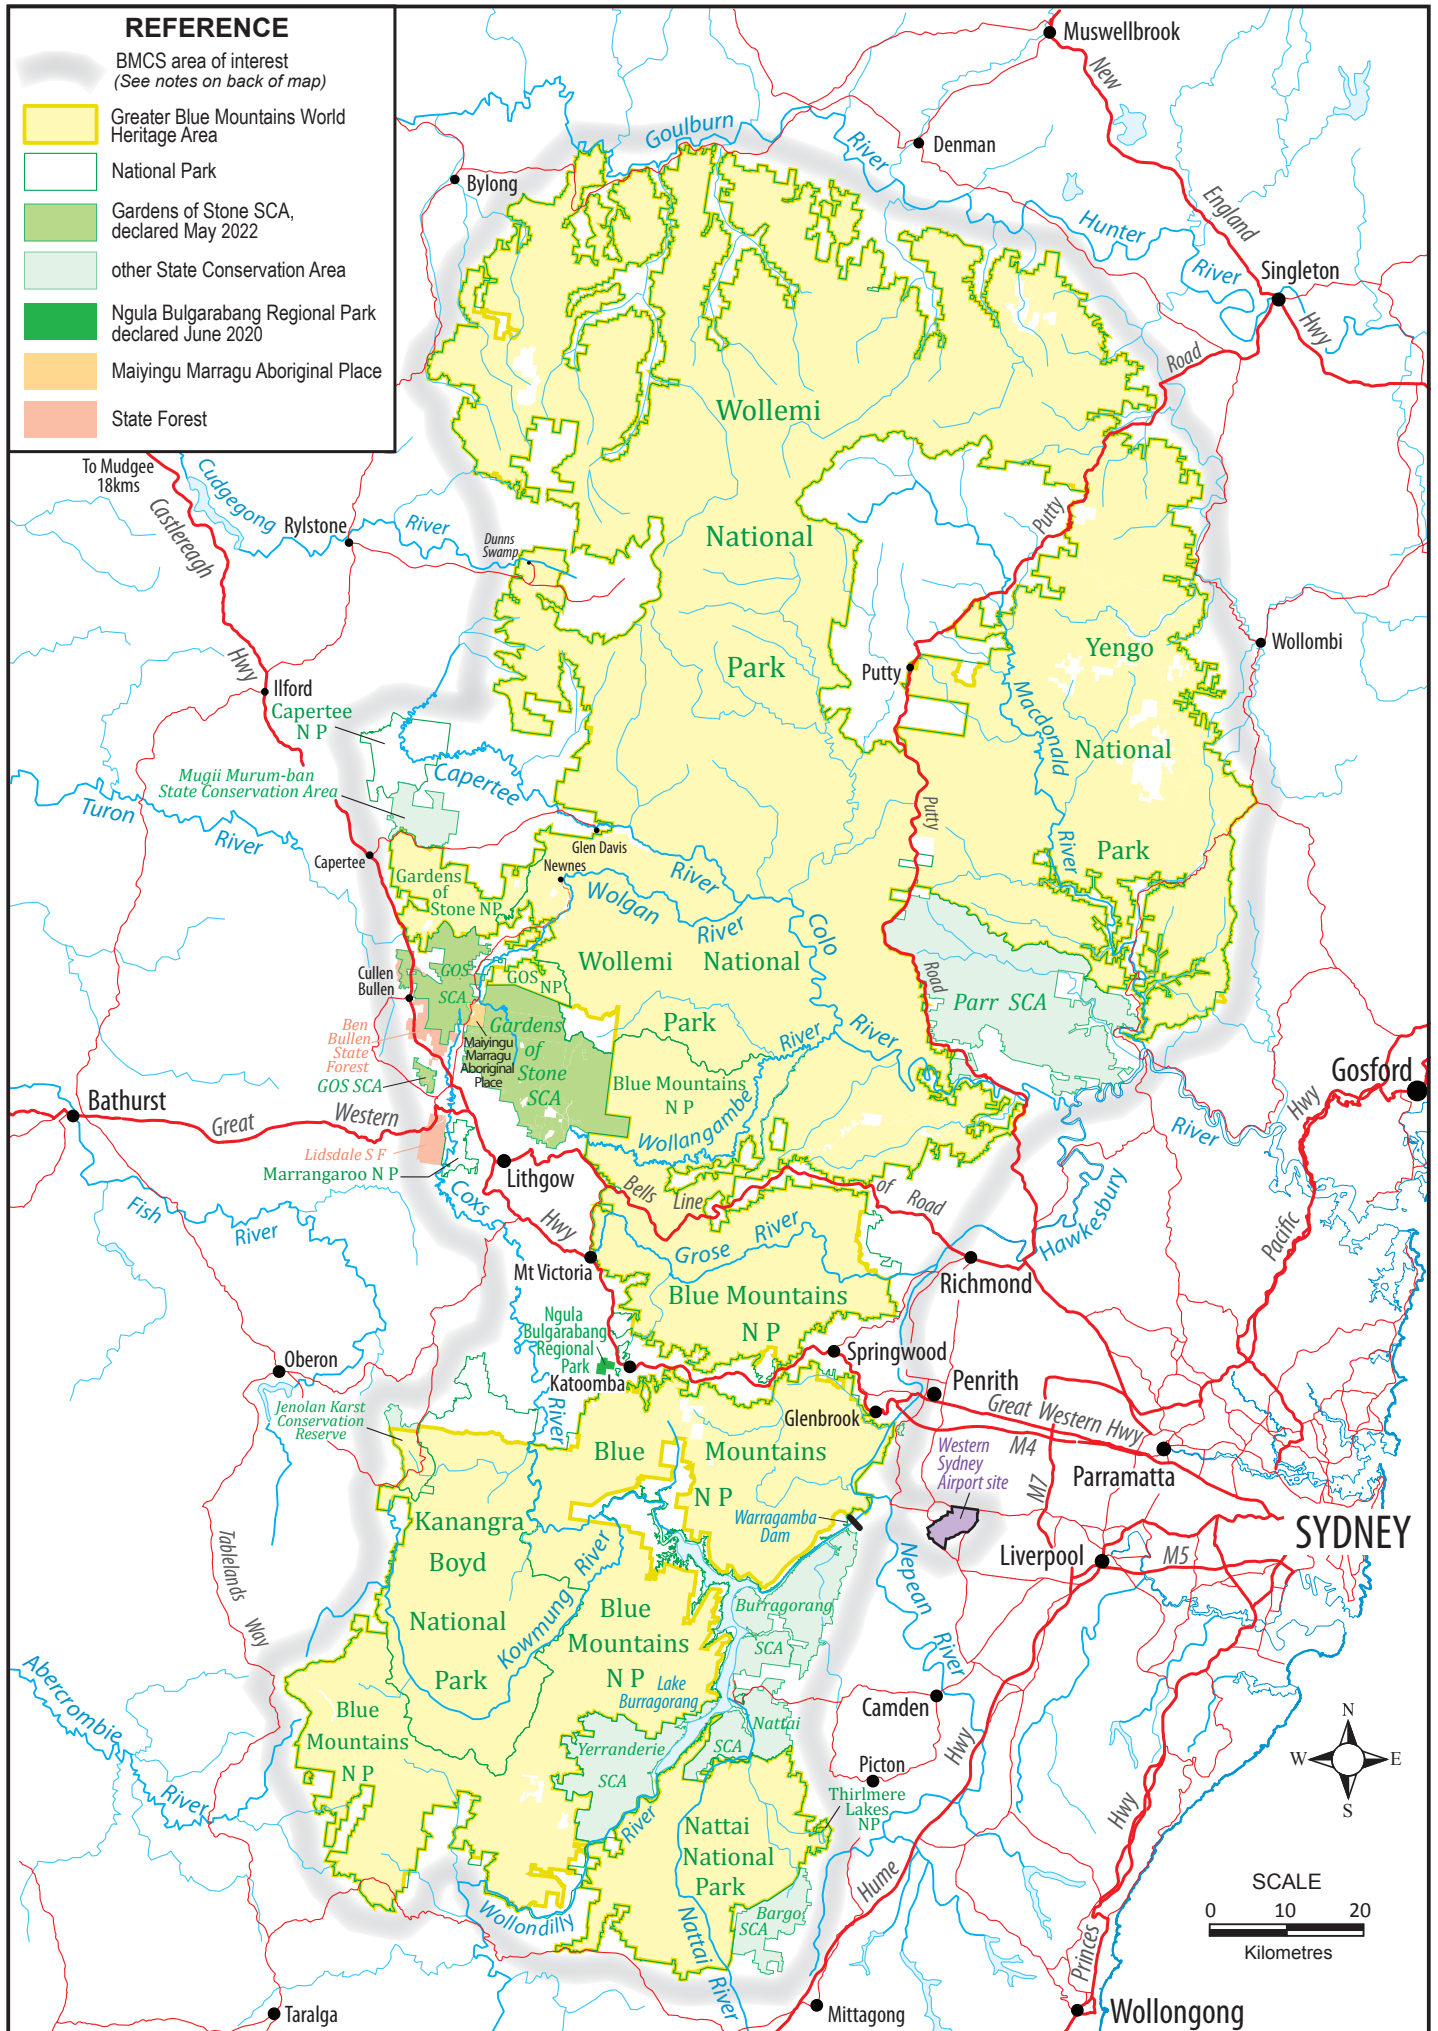 REFERENCE
BMCS area of interest
(See notes on back of map)
Greater Blue Mountains World
Heritage Area
National Park
Gardens of Stone SCA,
declared May 2022
other State Conservation Area
Ngula Bulgarabang Regional Park
declared June 2020
Maiyingu Marragu Aboriginal Place
State Forest
Muswellbrook
New
England
Hwy
Goulburn
River
Denman
Bylong
Hunter
River
Singleton
Road
Wollemi
National
Park
To Mudgee
18kms
Castlereagh
Hwy
Cudgegong
River
Rylstone
Dunns
Swamp
Putty
Putty
Yengo
National
Park
Wollombi
Macdonald
River
Ilford
Capertee
N P
Mugii Murum-ban
State Conservation Area
Capertee
River
Turon
River
Capertee
Glen Davis
Newnes
Gardens
of
Stone NP
Wolgan
River
Colo
River
Putty
Road
Wollemi National
Park
GOS
NP
GOS
SCA
Cullen
Bullen
Ben
Bullen
State
Forest
GOS SCA
Gardens
of
Stone
SCA
Maiyingu
Marragu
Aboriginal
Place
Parr SCA
Blue Mountains
N P
River
Wollangambe
Gosford
Hwy
Pacific
River
Hawkesbury
Bathurst
Great
Western
Hwy
Lidsdale S F
Marrangaroo N P
Lithgow
Coxs
River
Bells
Line
of
Road
Fish
River
Mt Victoria
Grose
River
Richmond
Blue Mountains
N P
Ngula
Bulgarabang
Regional
Park
Katoomba
Springwood
Oberon
Penrith
Great Western Hwy
Glenbrook
M4
M7
Parramatta
Western
Sydney
Airport site
SYDNEY
Jenolan Karst
Conservation
Reserve
Blue Mountains
N P
Warragamba
Dam
Kanangra
Boyd
National
Park
Kowmung
River
Liverpool
M5
Nepean
River
Burragorang
SCA
Blue
Mountains
N P
Lake
Burragorang
Tablelands
Way
Abercrombie
River
Blue
Mountains
N P
Yerranderie
SCA
Nattai
SCA
Camden
Picton
Thirlmere
Lakes
NP
Hwy
Hume
Nattai
National
Park
River
Wollondilly
Bargo
SCA
Nattai
River
Hwy
Princes
N
W
E
S
SCALE
0 10 20
Kilometres
Taralga
Mittagong
Wollongong